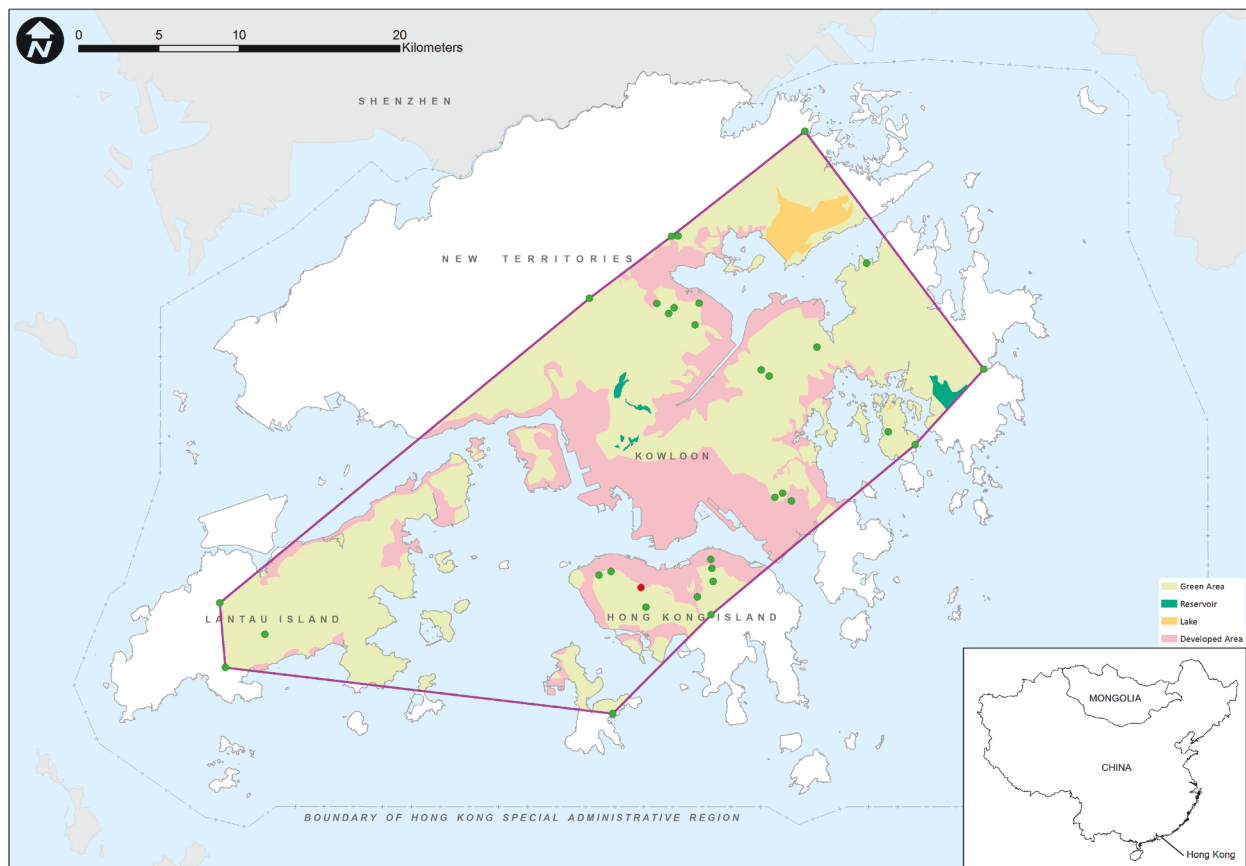 N
0 5 10 20
Kilometers
SHENZHEN
NEW TERRITORIES
KOWLOON
LANTAU ISLAND
HONG KONG ISLAND
Green Area
Reservoir
Lake
Developed Area
BOUNDARY OF HONG KONG SPECIAL ADMINISTRATIVE REGION
MONGOLIA
CHINA
Hong Kong